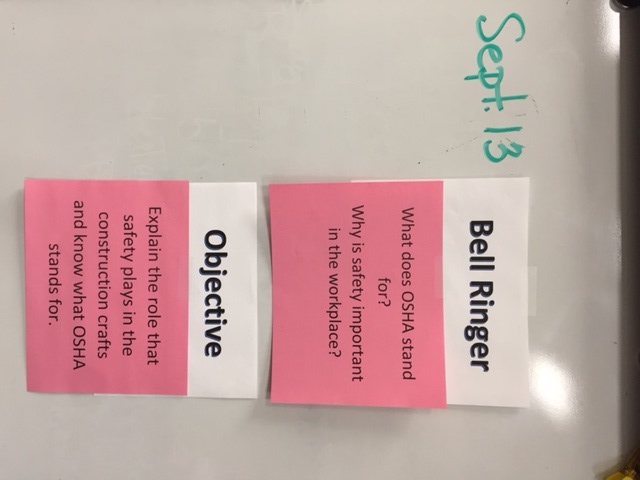 Sept. 13
Bell Ringer
What does OSHA stand
for?
Why is safety important
in the workplace?
Objective
Explain the role that
safety plays in the
construction crafts
and know what OSHA
stands for.